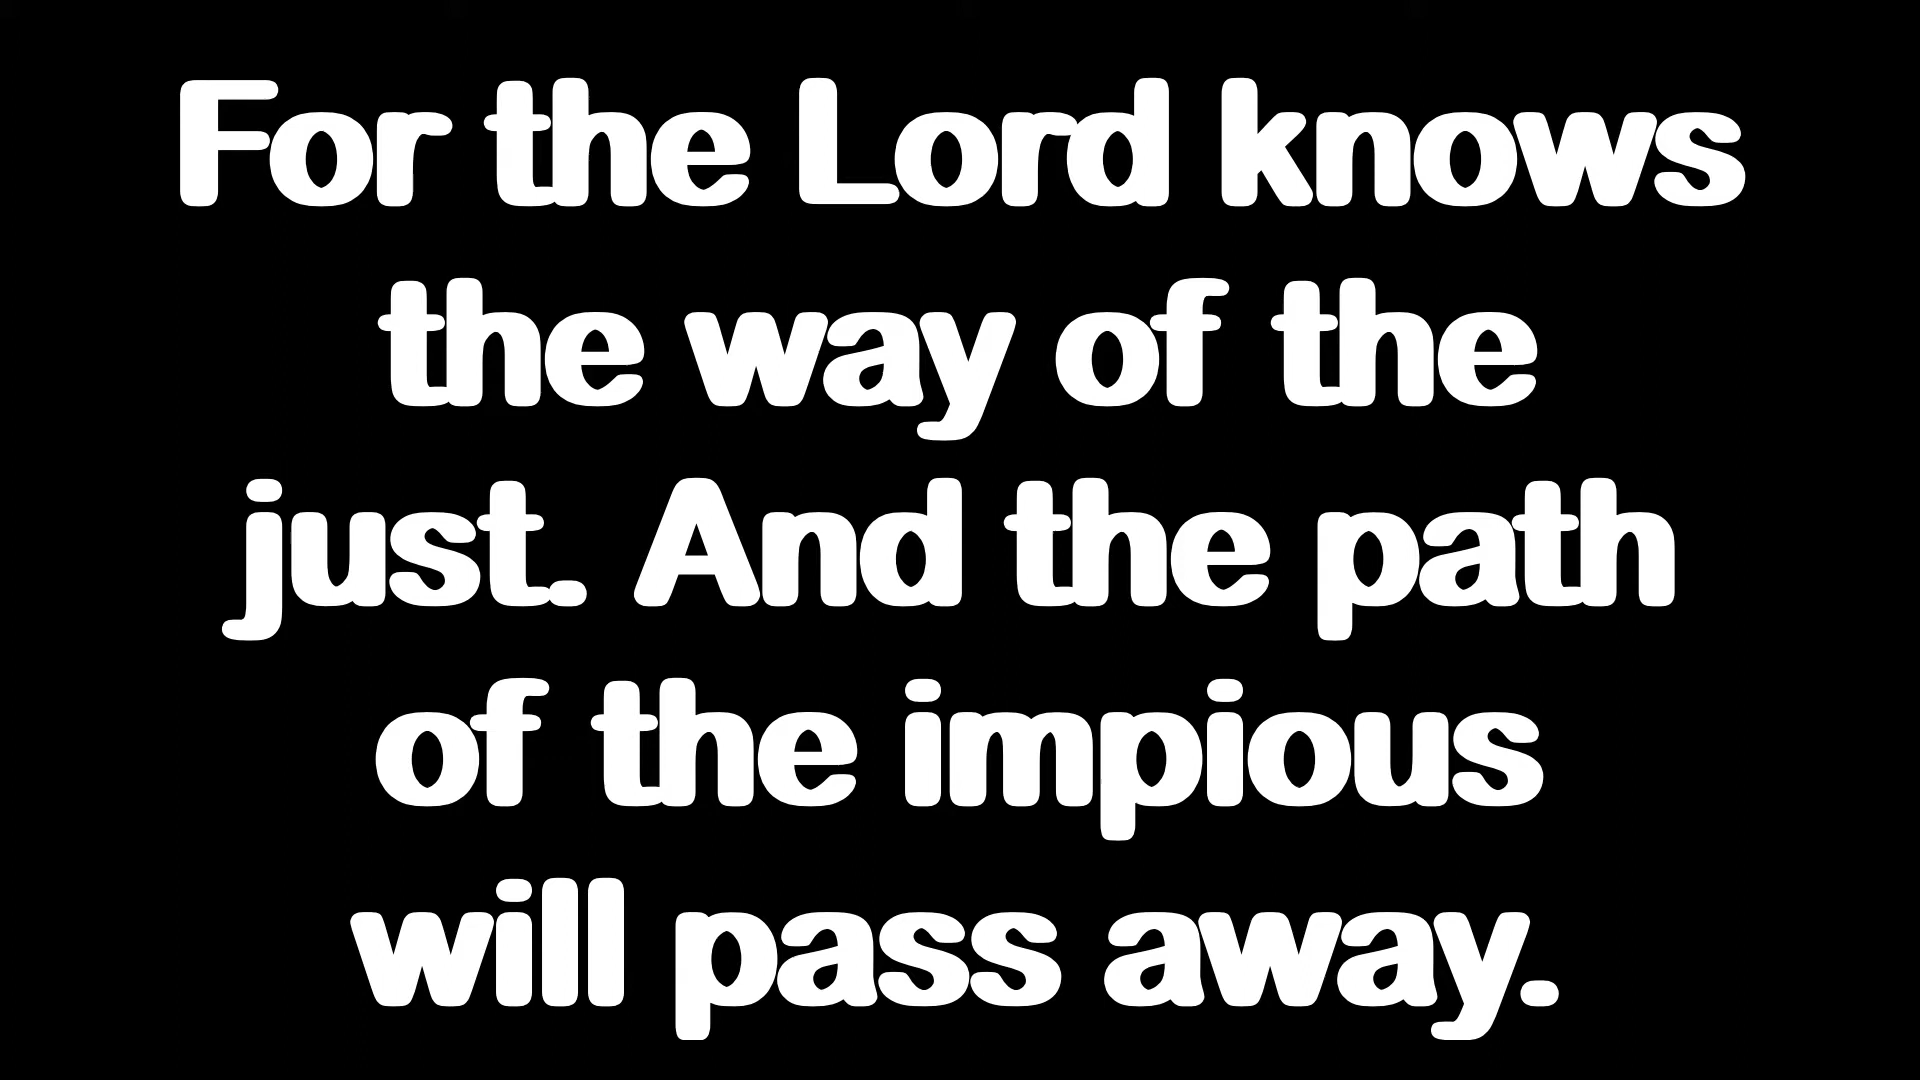 For the Lord knows
the way of the
just. And the path
of the impious
will pass away.